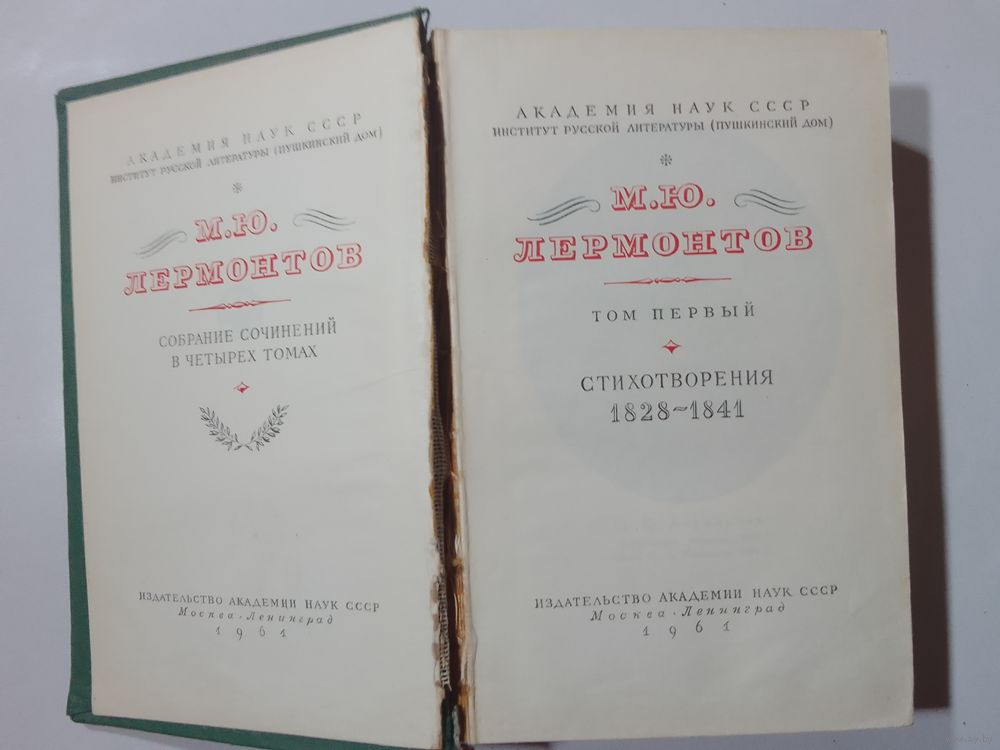 АКАДЕМИЯ НАУК СССР
ИНСТИТУТ РУССКОЙ ЛИТЕРАТУРЫ (ПУШКИНСКИЙ ДОМ)
М.Ю.
ЛЕРМОНТОВ
СОБРАНИЕ СОЧИНЕНИЙ
В ЧЕТЫРЕХ ТОМАХ
ИЗДАТЕЛЬСТВО АКАДЕМИИ НАУК СССР
Москва-Ленинград
1961
АКАДЕМИЯ НАУК СССР
ИНСТИТУТ РУССКОЙ ЛИТЕРАТУРЫ (ПУШКИНСКИЙ ДОМ)
М.Ю.
ЛЕРМОНТОВ
ТОМ ПЕРВЫЙ
СТИХОТВОРЕНИЯ
1828~1841
ИЗДАТЕЛЬСТВО АКАДЕМИИ НАУК СССР
Москва-Ленинград
1961